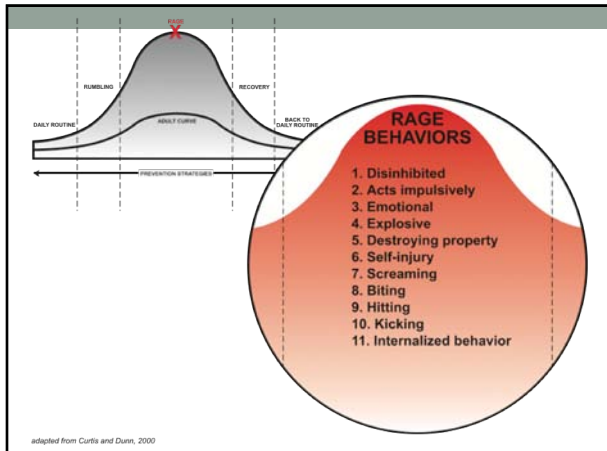 RAGE
X
RUMBLING
RECOVERY
DAILY ROUTINE
ADULT CURVE
BACK TO
DAILY ROUTINE
PREVENTION STRATEGIES
RAGE
BEHAVIORS
1. Disinhibited
2. Acts impulsively
3. Emotional
4. Explosive
5. Destroying property
6. Self-injury
7. Screaming
8. Biting
9. Hitting
10. Kicking
11. Internalized behavior
adapted from Curtis and Dunn, 2000